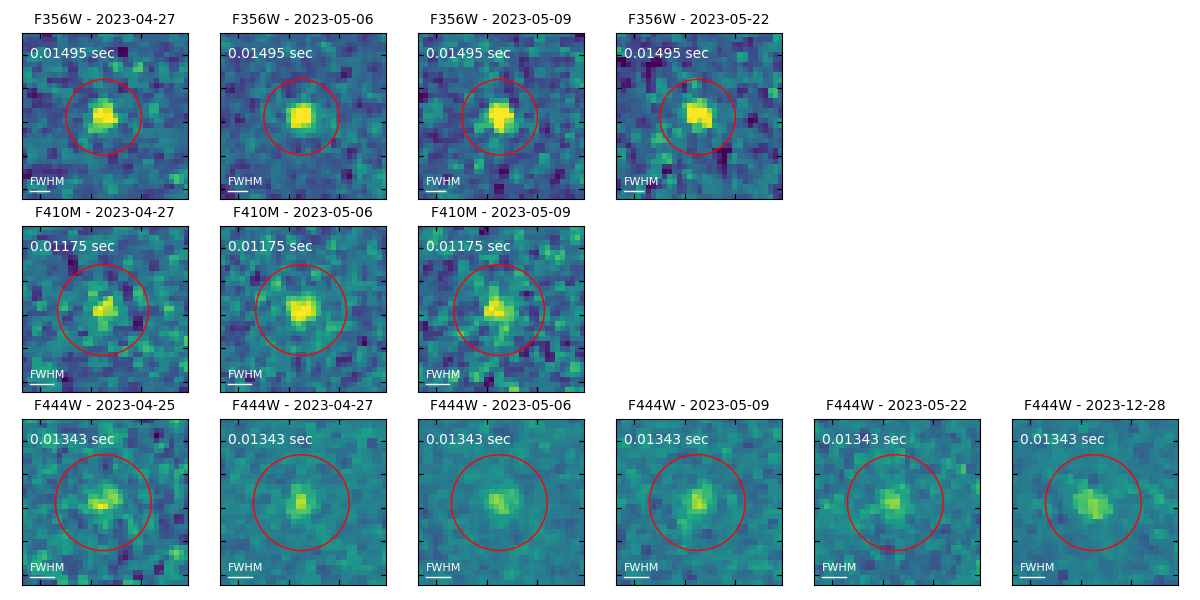 F356W - 2023-04-27
F356W - 2023-05-06
F356W - 2023-05-09
F356W - 2023-05-22
0.01495 sec
0.01495 sec
0.01495 sec
0.01495 sec
FWHM
FWHM
FWHM
FWHM
F410M - 2023-04-27
F410M - 2023-05-06
F410M - 2023-05-09
0.01175 sec
0.01175 sec
0.01175 sec
FWHM
FWHM
FWHM
F444W - 2023-04-25
F444W - 2023-04-27
F444W - 2023-05-06
F444W - 2023-05-09
F444W - 2023-05-22
F444W - 2023-12-28
0.01343 sec
0.01343 sec
0.01343 sec
0.01343 sec
0.01343 sec
0.01343 sec
FWHM
FWHM
FWHM
FWHM
FWHM
FWHM